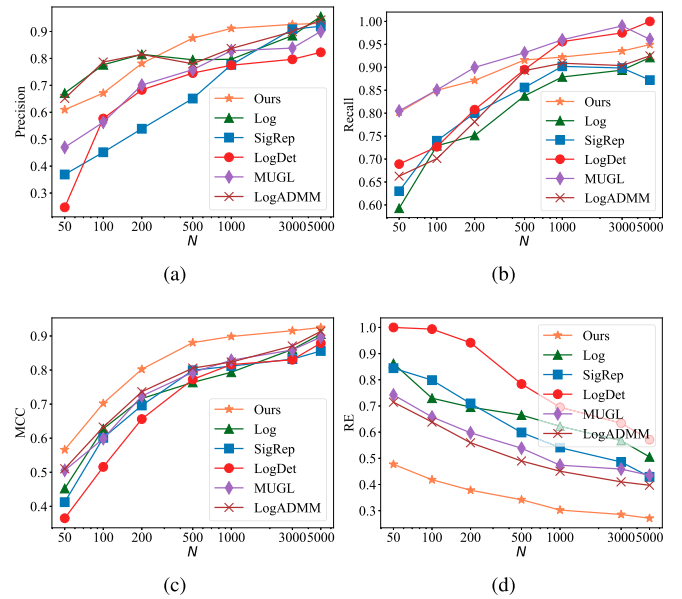 0.9
0.8
0.7
0.6
0.5
0.4
0.3
Precision
50 100 200 500 1000 3000 5000
N
Ours
Log
SigRep
LogDet
MUGL
LogADMM
(a)
1.00
0.95
0.90
0.85
0.80
0.75
0.70
0.65
0.60
Recall
50 100 200 500 1000 3000 5000
N
Ours
Log
SigRep
LogDet
MUGL
LogADMM
(b)
0.9
0.8
0.7
0.6
0.5
0.4
MCC
50 100 200 500 1000 3000 5000
N
Ours
Log
SigRep
LogDet
MUGL
LogADMM
(c)
1.0
0.9
0.8
0.7
0.6
0.5
0.4
0.3
RE
50 100 200 500 1000 3000 5000
N
Ours
Log
SigRep
LogDet
MUGL
LogADMM
(d)